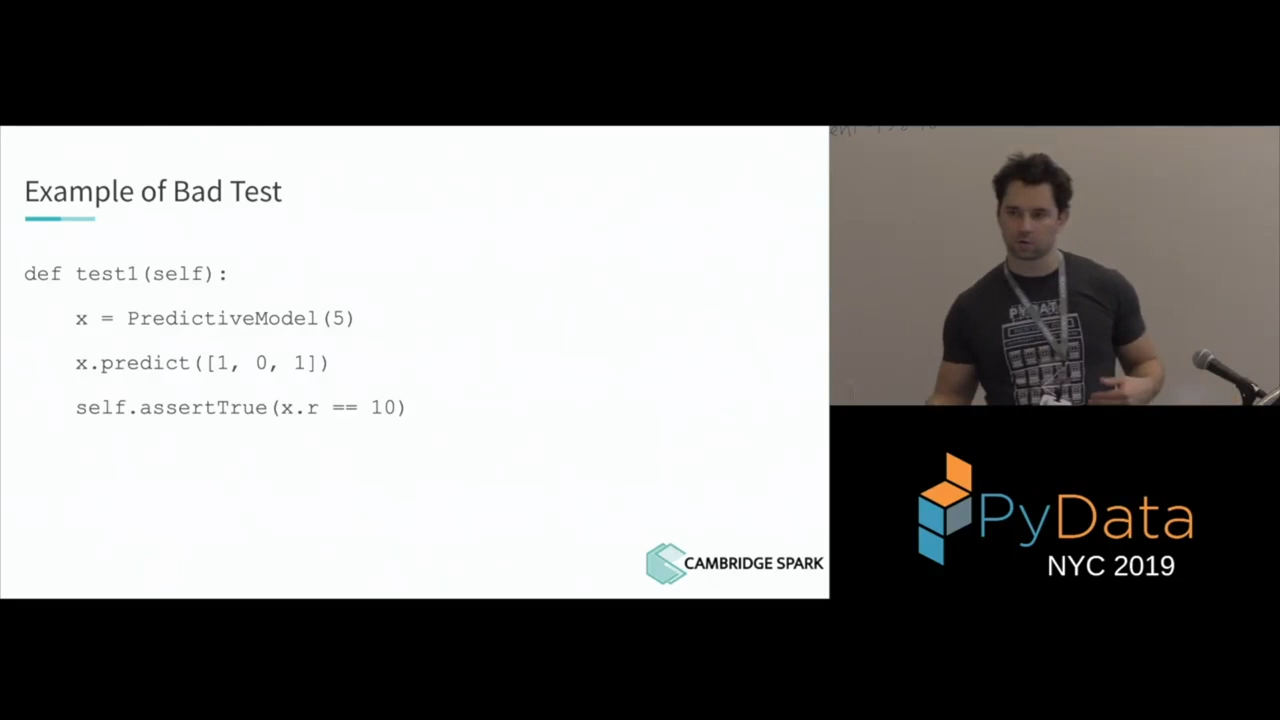 Example of Bad Test
def test1(self):
x = PredictiveModel(5)
x.predict([1, 0, 1])
self.assertTrue(x.r == 10)
CAMBRIDGE SPARK
PyData
NYC 2019